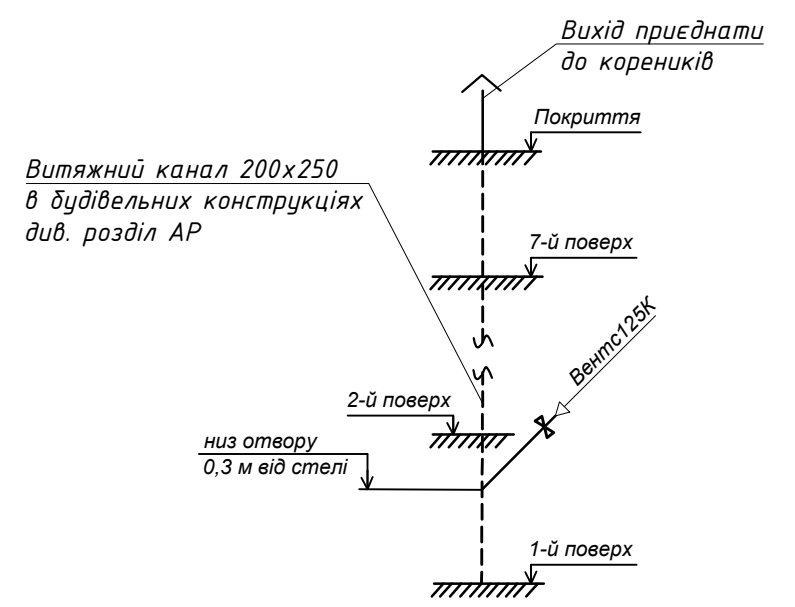 Вихід приєднати
до кореників
Покриття
Витяжний канал 200х250
в будівельних конструкціях
див. розділ АР
7-й поверх
Вентс125К
2-й поверх
низ отвору
0,3 м від стелі
1-й поверх